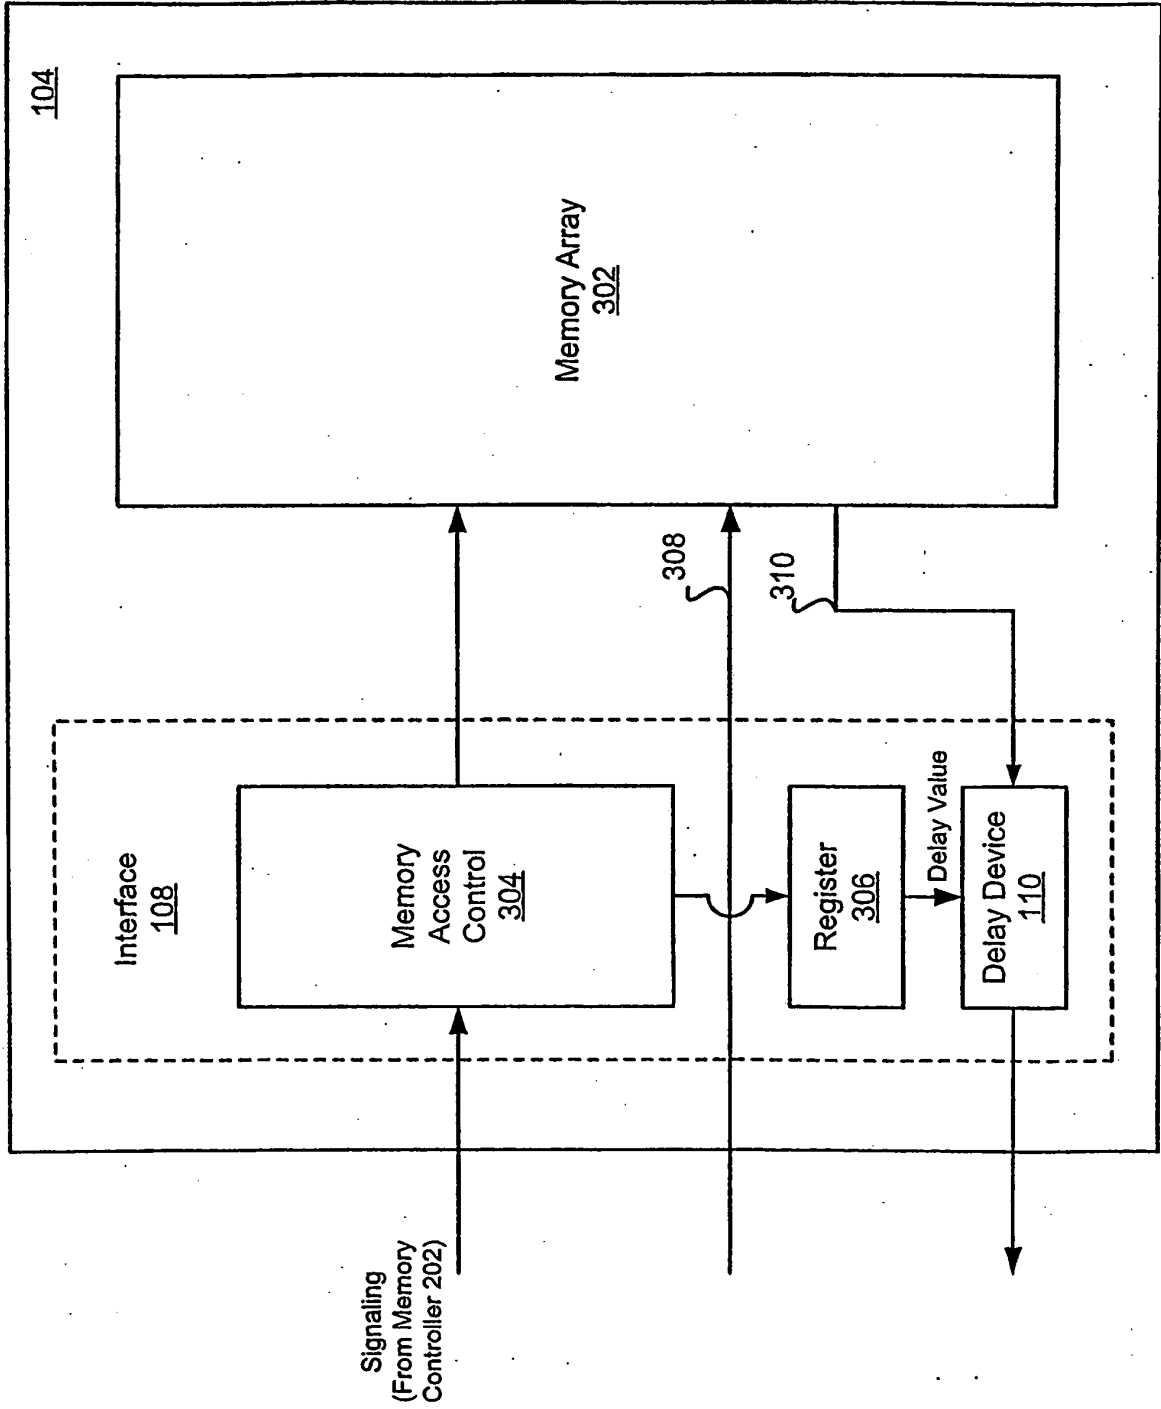 104
Interface
108
Signaling
(From Memory
Controller 202)
Memory
Access
Control
304
308
Memory Array
302
310
Register
306
Delay Value
Delay Device
110